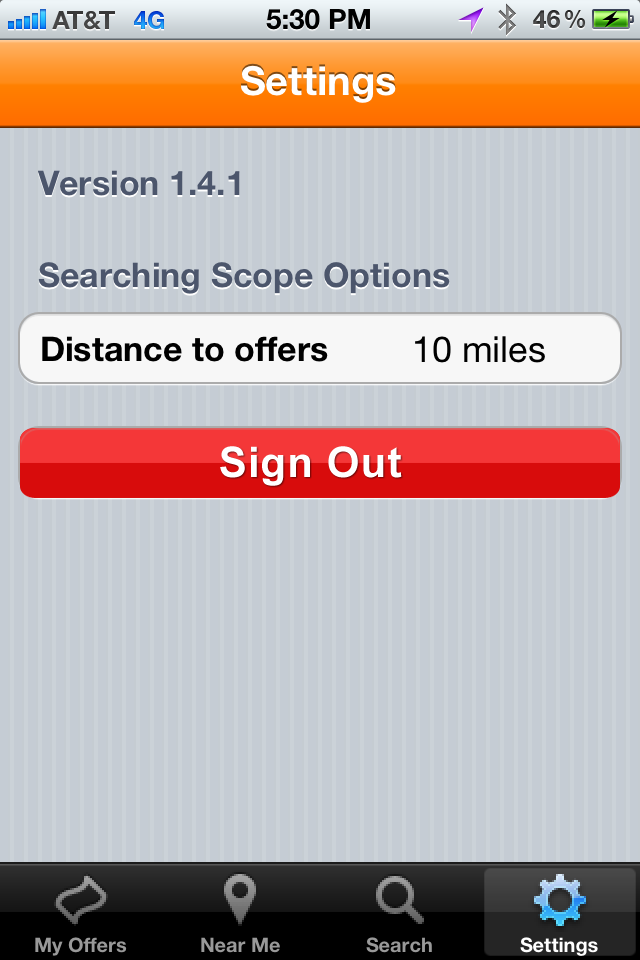 AT&T 4G 5:30 PM 46%
Settings
Version 1.4.1
Searching Scope Options
Distance to offers 10 miles
Sign Out
My Offers Near Me Search Settings